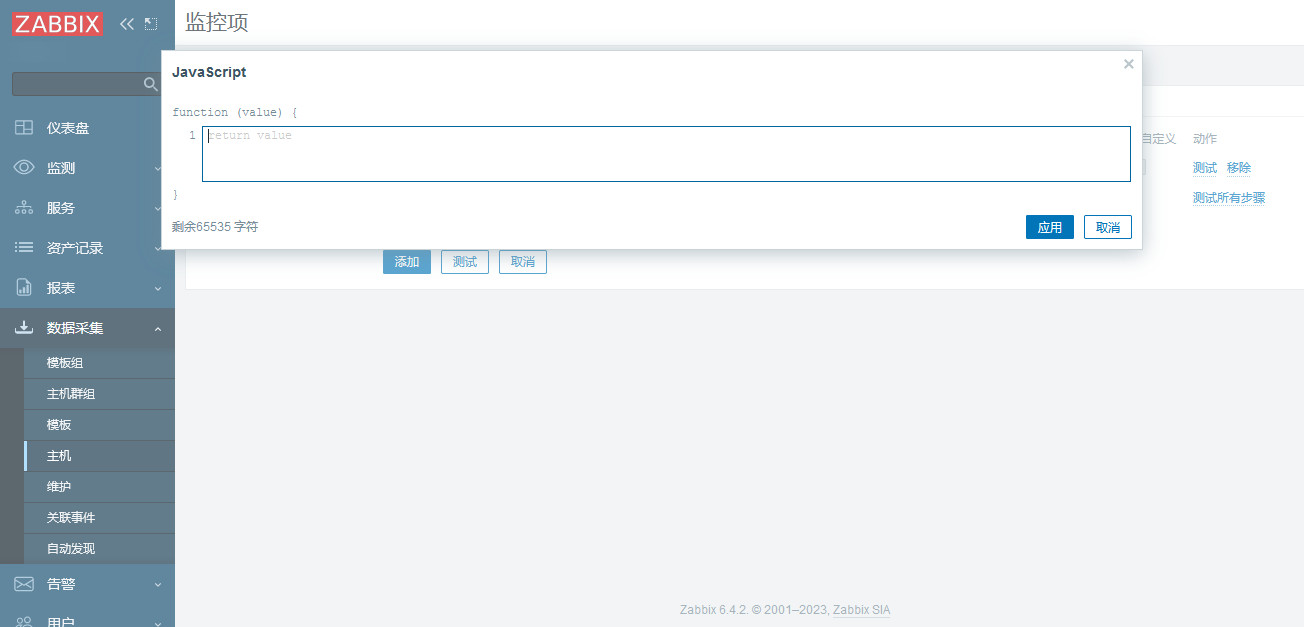 ZABBIX
监控项
JavaScript
function (value) {
1 return value
}
剩余65535 字符
应用 取消
自定义 动作
测试 移除
测试所有步骤
添加 测试 取消
仪表盘
监测
服务
资产记录
报表
数据采集
模板组
主机群组
模板
主机
维护
关联事件
自动发现
告警
用户
Zabbix 6.4.2. © 2001–2023, Zabbix SIA